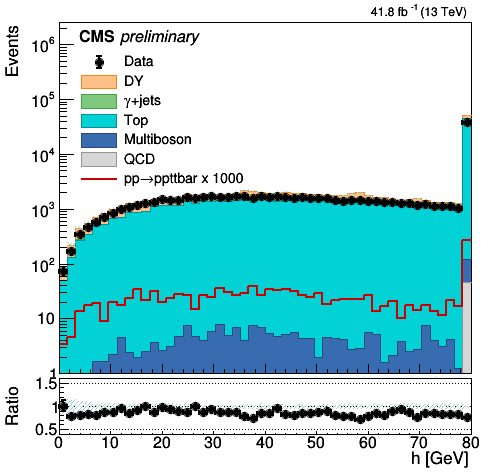 41.8 fb⁻¹ (13 TeV)
CMS preliminary
Data
DY
γ+jets
Top
Multiboson
QCD
pp→ppttbar x 1000
Events
10⁶
10⁵
10⁴
10³
10²
10
1
Ratio
1.5
1
0.5
0 10 20 30 40 50 60 70 80
h [GeV]